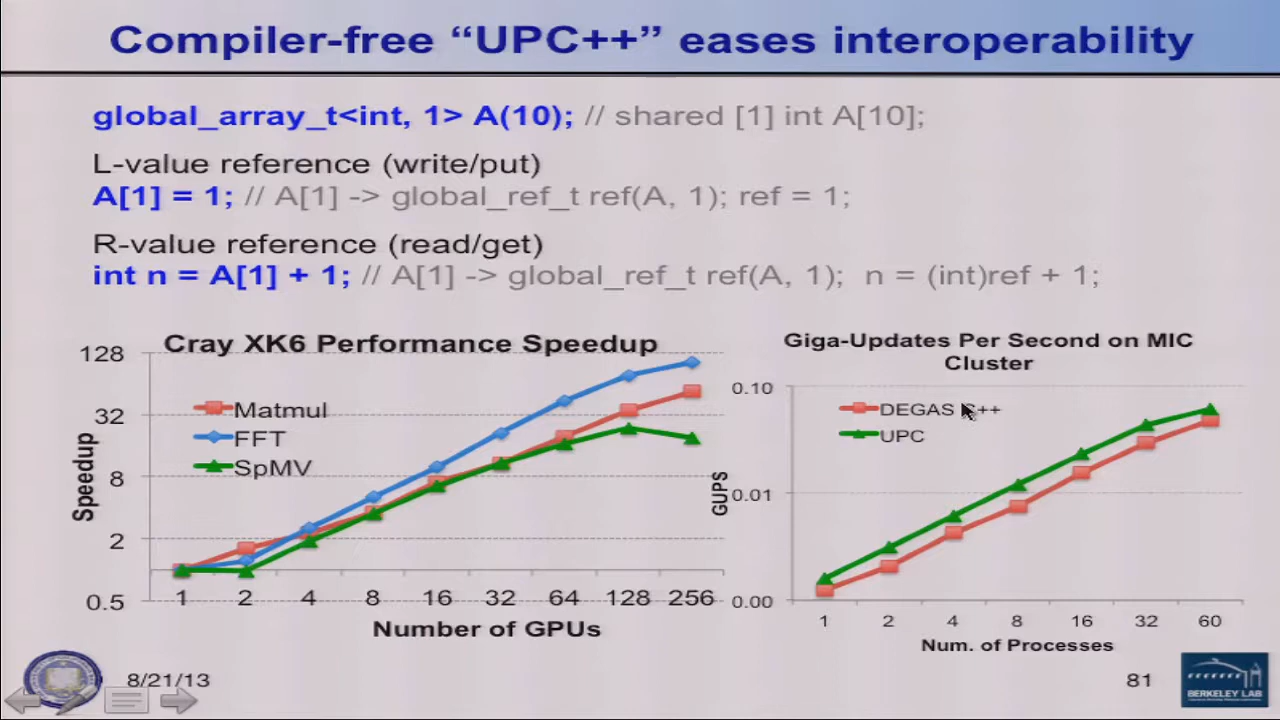 Compiler-free “UPC++” eases interoperability
global_array_t<int, 1> A(10); // shared [1] int A[10];
L-value reference (write/put)
A[1] = 1; // A[1] -> global_ref_t ref(A, 1); ref = 1;
R-value reference (read/get)
int n = A[1] + 1; // A[1] -> global_ref_t ref(A, 1);  n = (int)ref + 1;
Cray XK6 Performance Speedup
128
32
8
2
0.5
Speedup
Matmul
FFT
SpMV
1 2 4 8 16 32 64 128 256
Number of GPUs
Giga-Updates Per Second on MIC
Cluster
0.10
0.01
0.00
GUPS
DEGAS ++
UPC
1 2 4 8 16 32 60
Num. of Processes
8/21/13
81
BERKELEY LAB